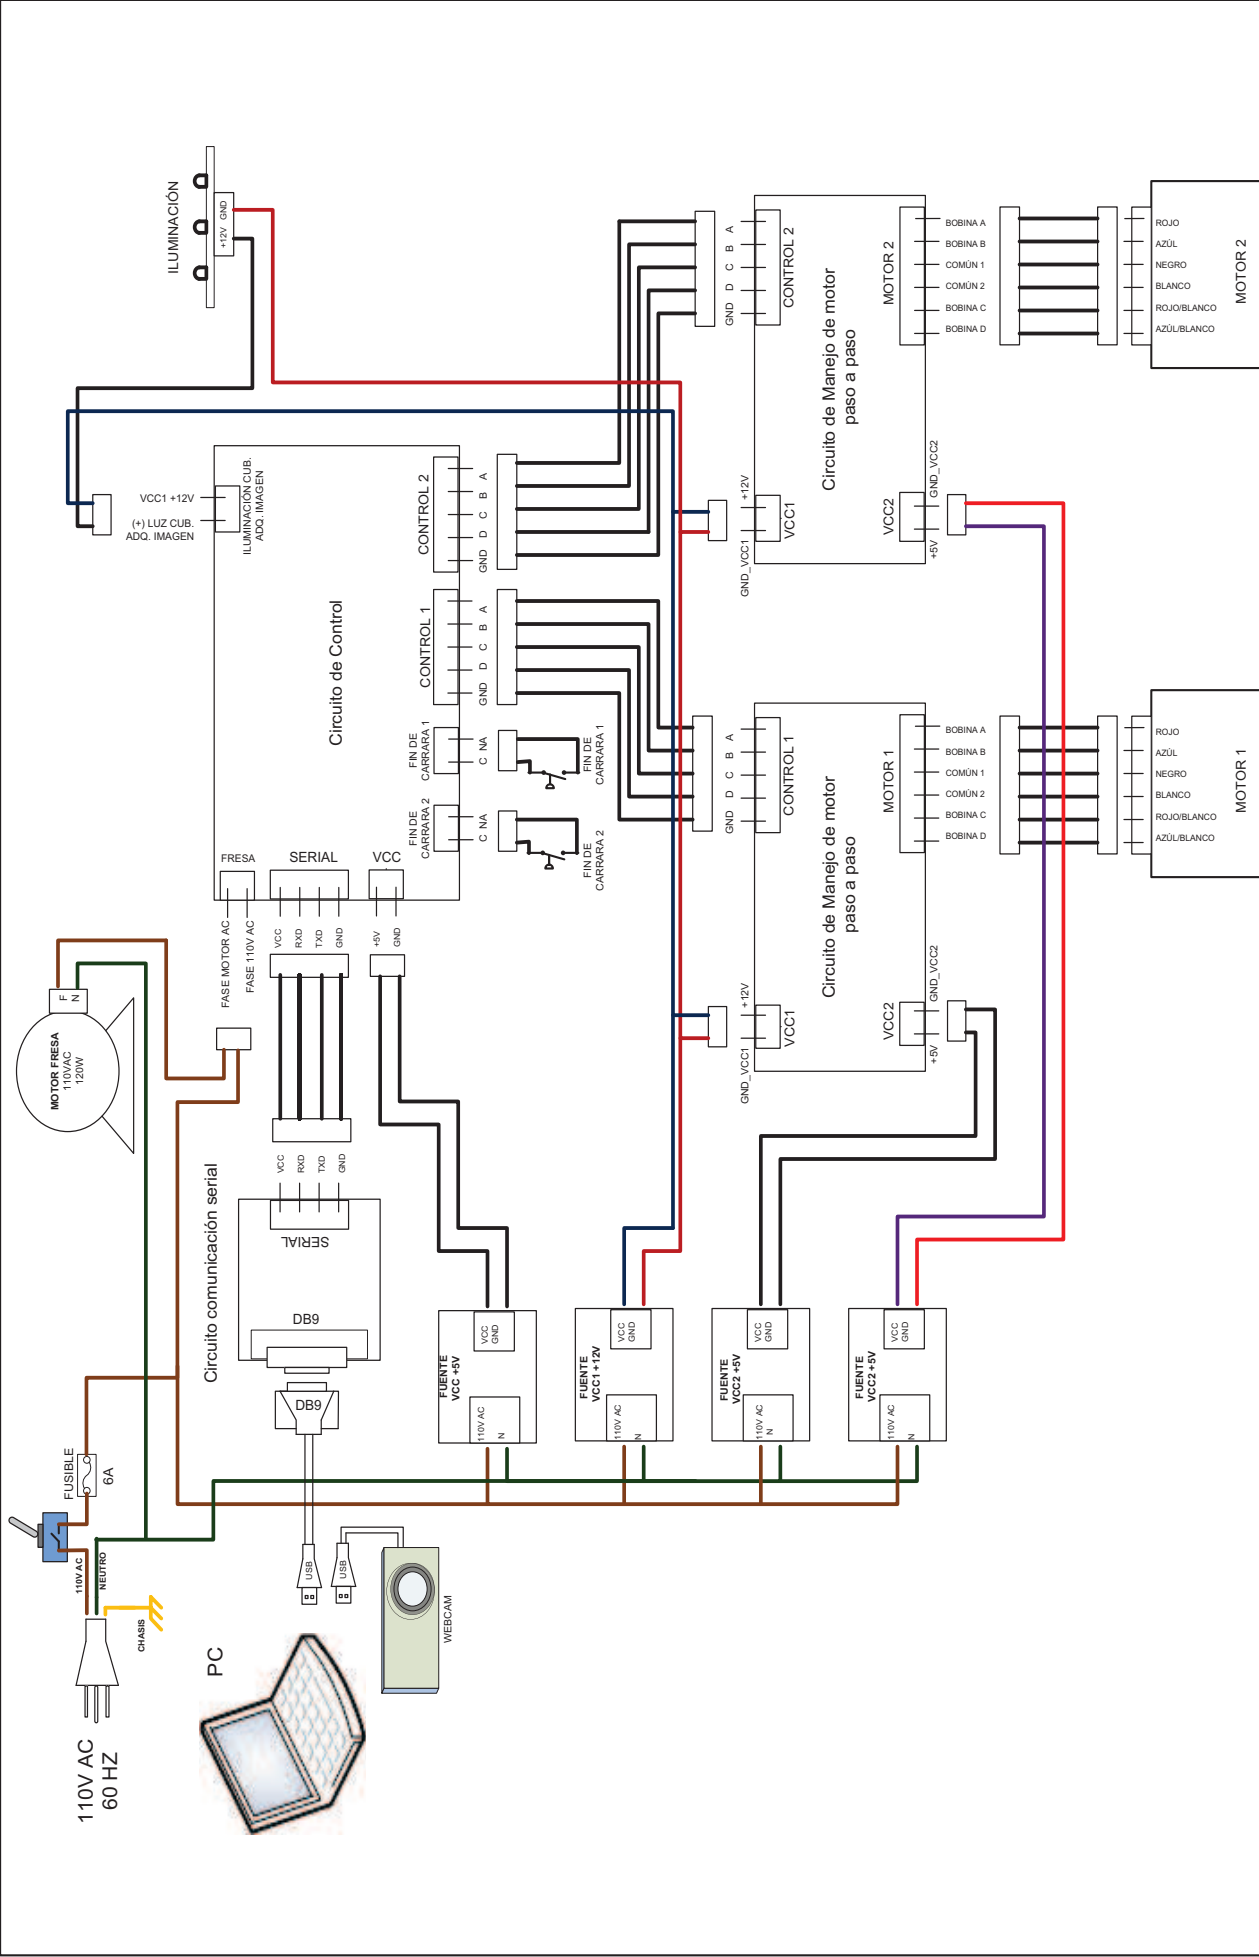 110V AC
60 HZ
110V AC
NEUTRO
CHASIS
FUSIBLE
6A
PC
USB
USB
WEBCAM
DB9
DB9
SERIAL
Circuito comunicación serial
VCC
RXD
TXD
GND
MOTOR FRESA
110VAC
120W
F
N
FASE MOTOR AC
FASE 110V AC
FRESA
VCC
RXD
TXD
GND
SERIAL
+5V
GND
VCC
Circuito de Control
FIN DE
CARRARA 2
C
NA
FIN DE
CARRARA 2
FIN DE
CARRARA 1
C
NA
FIN DE
CARRARA 1
CONTROL 1
GND
D
C
B
A
CONTROL 2
GND
D
C
B
A
VCC1 +12V
(+) LUZ CUB.
ADQ. IMAGEN
ILUMINACIÓN CUB.
ADQ. IMAGEN
ILUMINACIÓN
+12V
GND
FUENTE
VCC +5V
110V AC
N
VCC
GND
FUENTE
VCC1 +12V
110V AC
N
VCC
GND
FUENTE
VCC2 +5V
110V AC
N
VCC
GND
FUENTE
VCC2 +5V
110V AC
N
VCC
GND
GND_VCC1
+12V
VCC1
CONTROL 1
GND
D
C
B
A
Circuito de Manejo de motor
paso a paso
VCC2
+5V
GND_VCC2
MOTOR 1
BOBINA A
BOBINA B
COMÚN 1
COMÚN 2
BOBINA C
BOBINA D
ROJO
AZÚL
NEGRO
BLANCO
ROJO/BLANCO
AZÚL/BLANCO
MOTOR 1
GND_VCC1
+12V
VCC1
CONTROL 2
GND
D
C
B
A
Circuito de Manejo de motor
paso a paso
VCC2
+5V
GND_VCC2
MOTOR 2
BOBINA A
BOBINA B
COMÚN 1
COMÚN 2
BOBINA C
BOBINA D
ROJO
AZÚL
NEGRO
BLANCO
ROJO/BLANCO
AZÚL/BLANCO
MOTOR 2